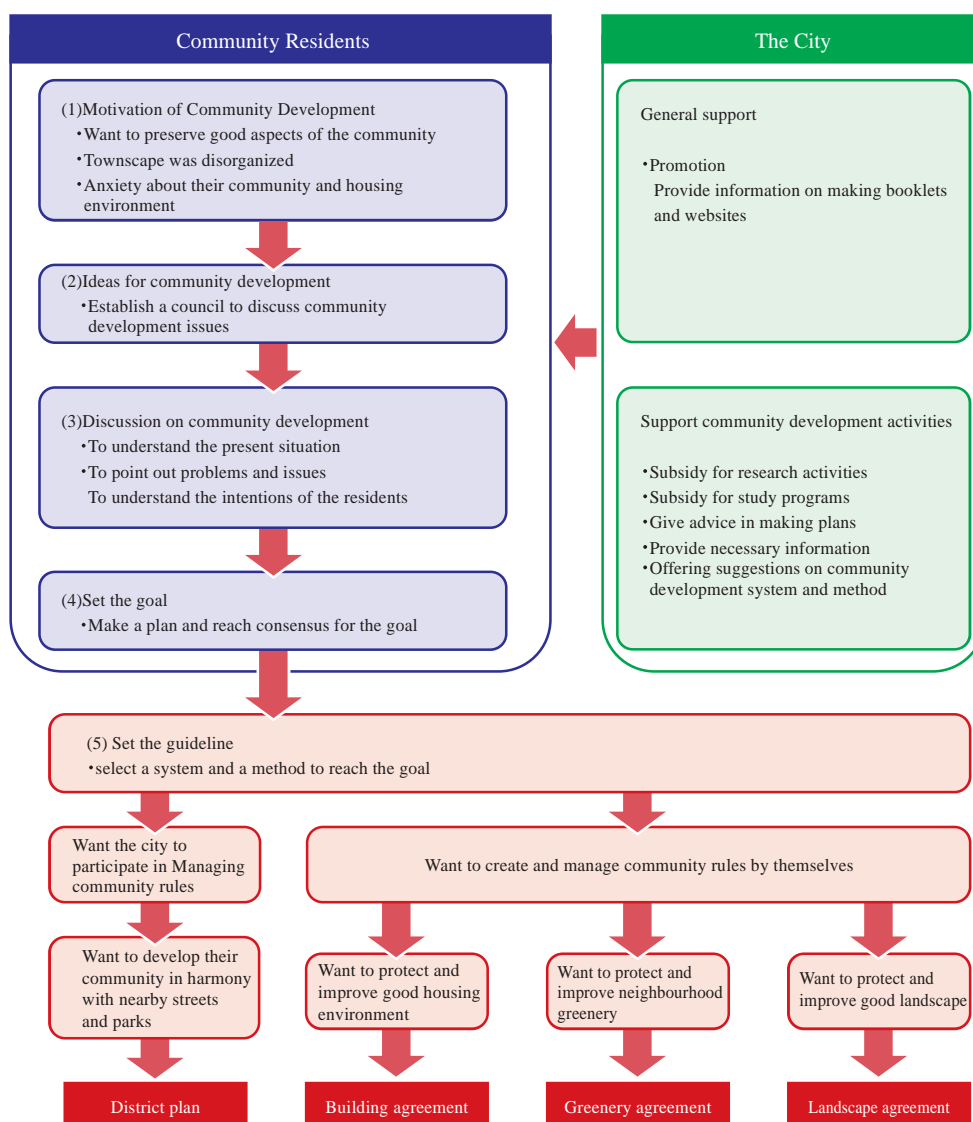 Community Residents
(1)Motivation of Community Development
・Want to preserve good aspects of the community
・Townscape was disorganized
・Anxiety about their community and housing
environment
(2)Ideas for community development
・Establish a council to discuss community
development issues
(3)Discussion on community development
・To understand the present situation
・To point out problems and issues
To understand the intentions of the residents
(4)Set the goal
・Make a plan and reach consensus for the goal
The City
General support
・Promotion
Provide information on making booklets
and websites
Support community development activities
・Subsidy for research activities
・Subsidy for study programs
・Give advice in making plans
・Provide necessary information
・Offering suggestions on community
development system and method
(5) Set the guideline
・select a system and a method to reach the goal
Want the city to
participate in Managing
community rules
Want to create and manage community rules by themselves
Want to develop their
community in harmony
with nearby streets
and parks
Want to protect and
improve good housing
environment
Want to protect and
improve neighbourhood
greenery
Want to protect and
improve good landscape
District plan
Building agreement
Greenery agreement
Landscape agreement